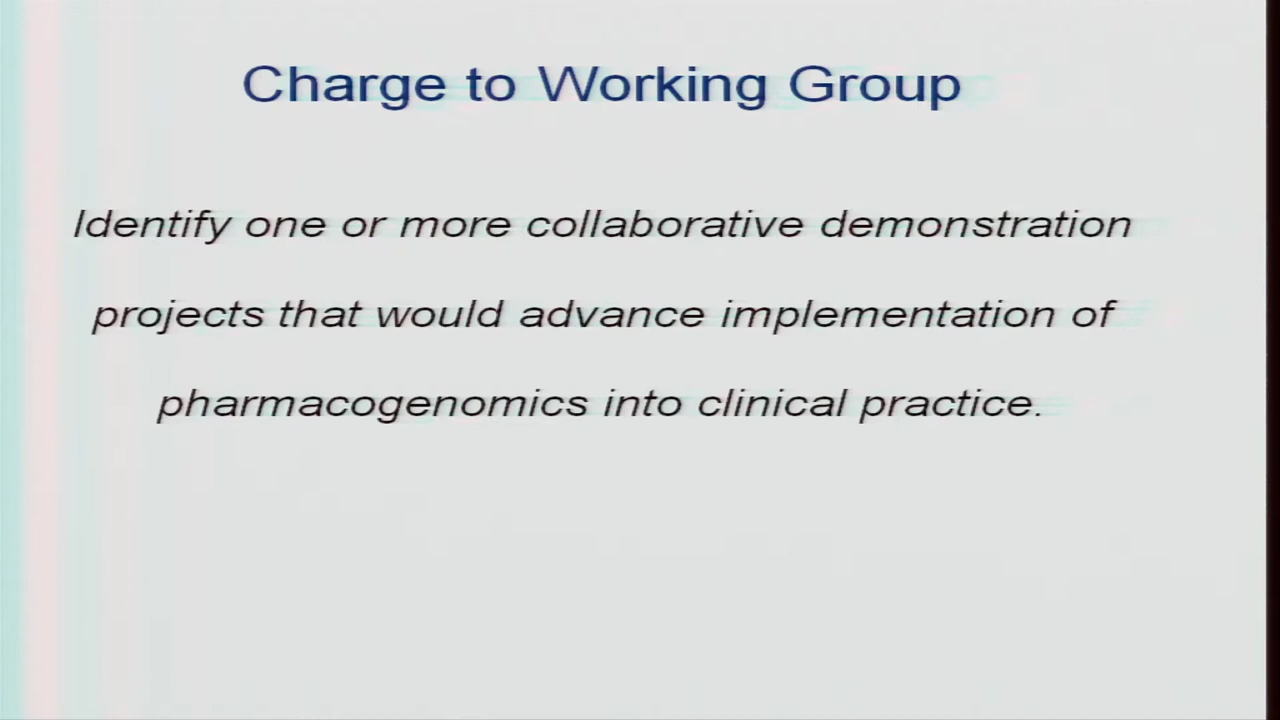 Charge to Working Group
Identify one or more collaborative demonstration
projects that would advance implementation of
pharmacogenomics into clinical practice.